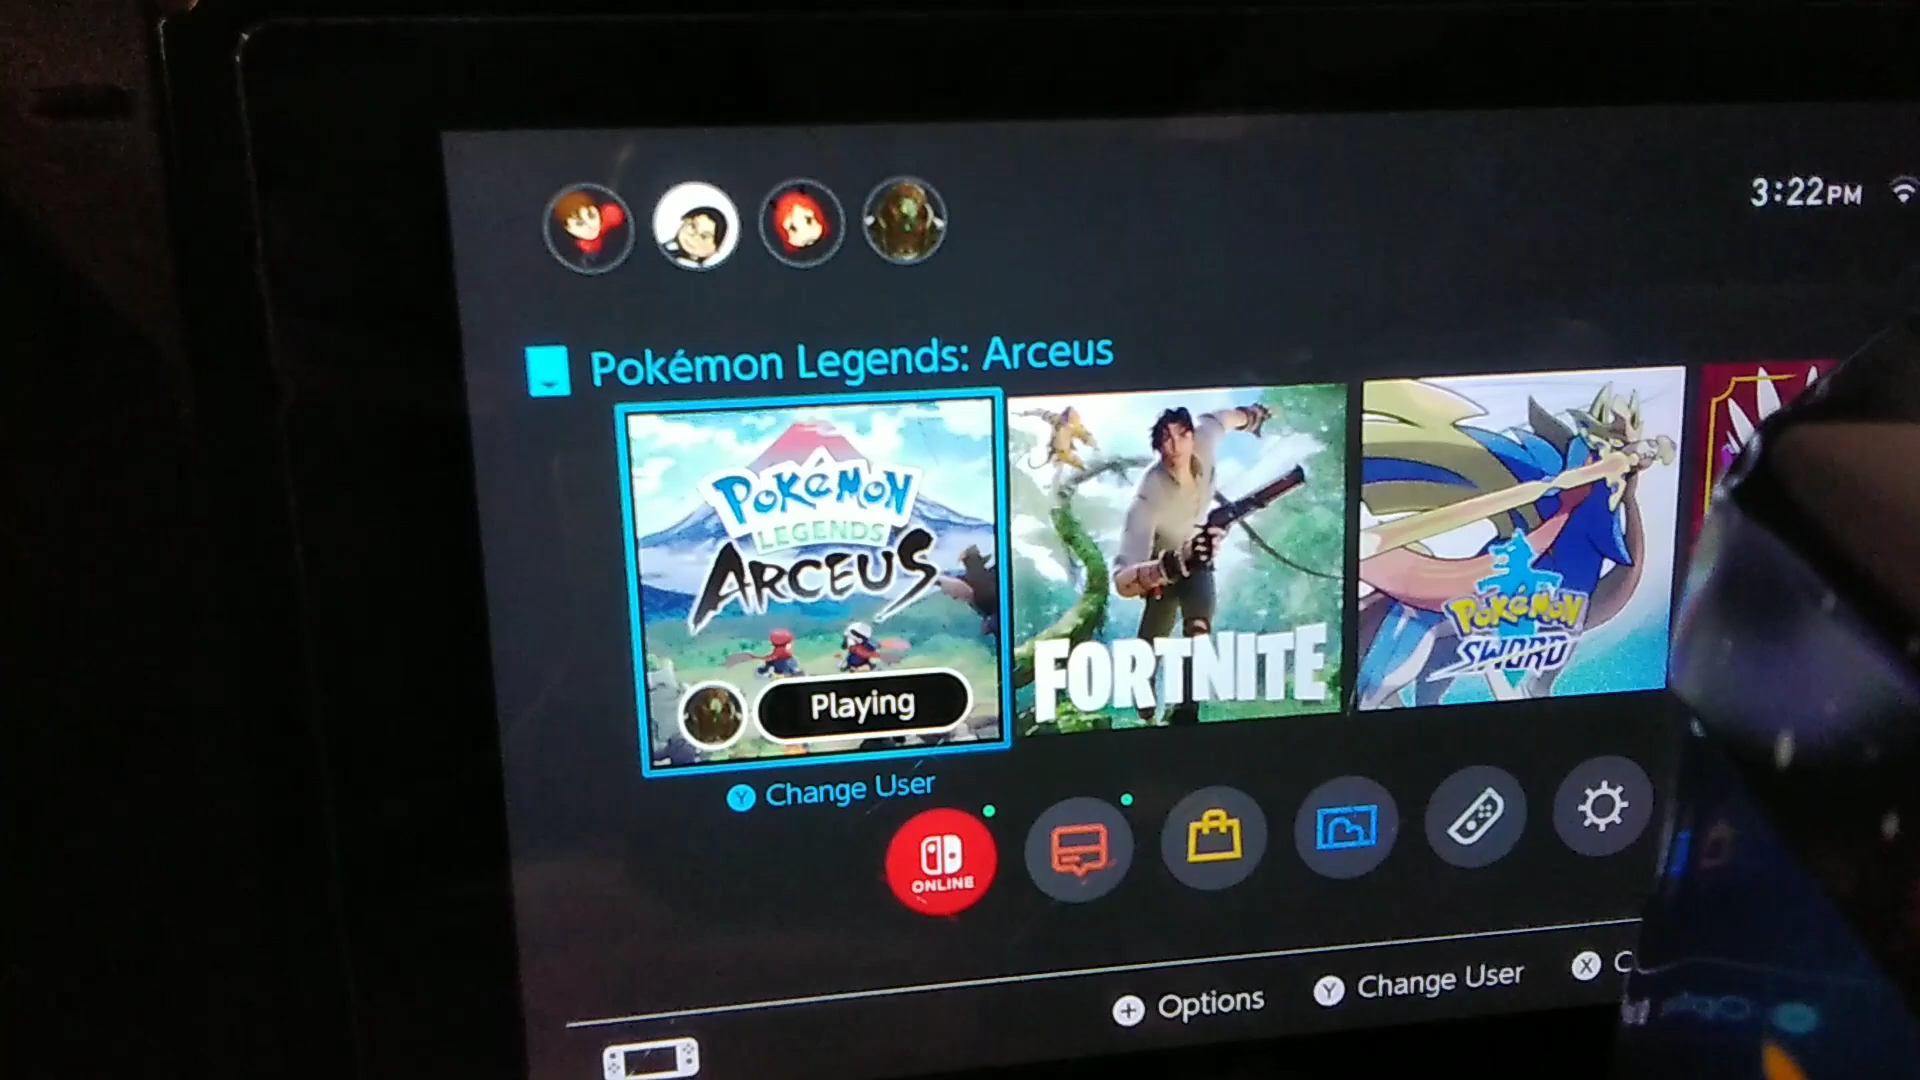 3:22PM
Pokémon Legends: Arceus
POKéMON
LEGENDS
ARCEUS
Playing
FORTNITE
POKéMON
SWORD
Y Change User
ONLINE
+ Options
Y Change User
X C